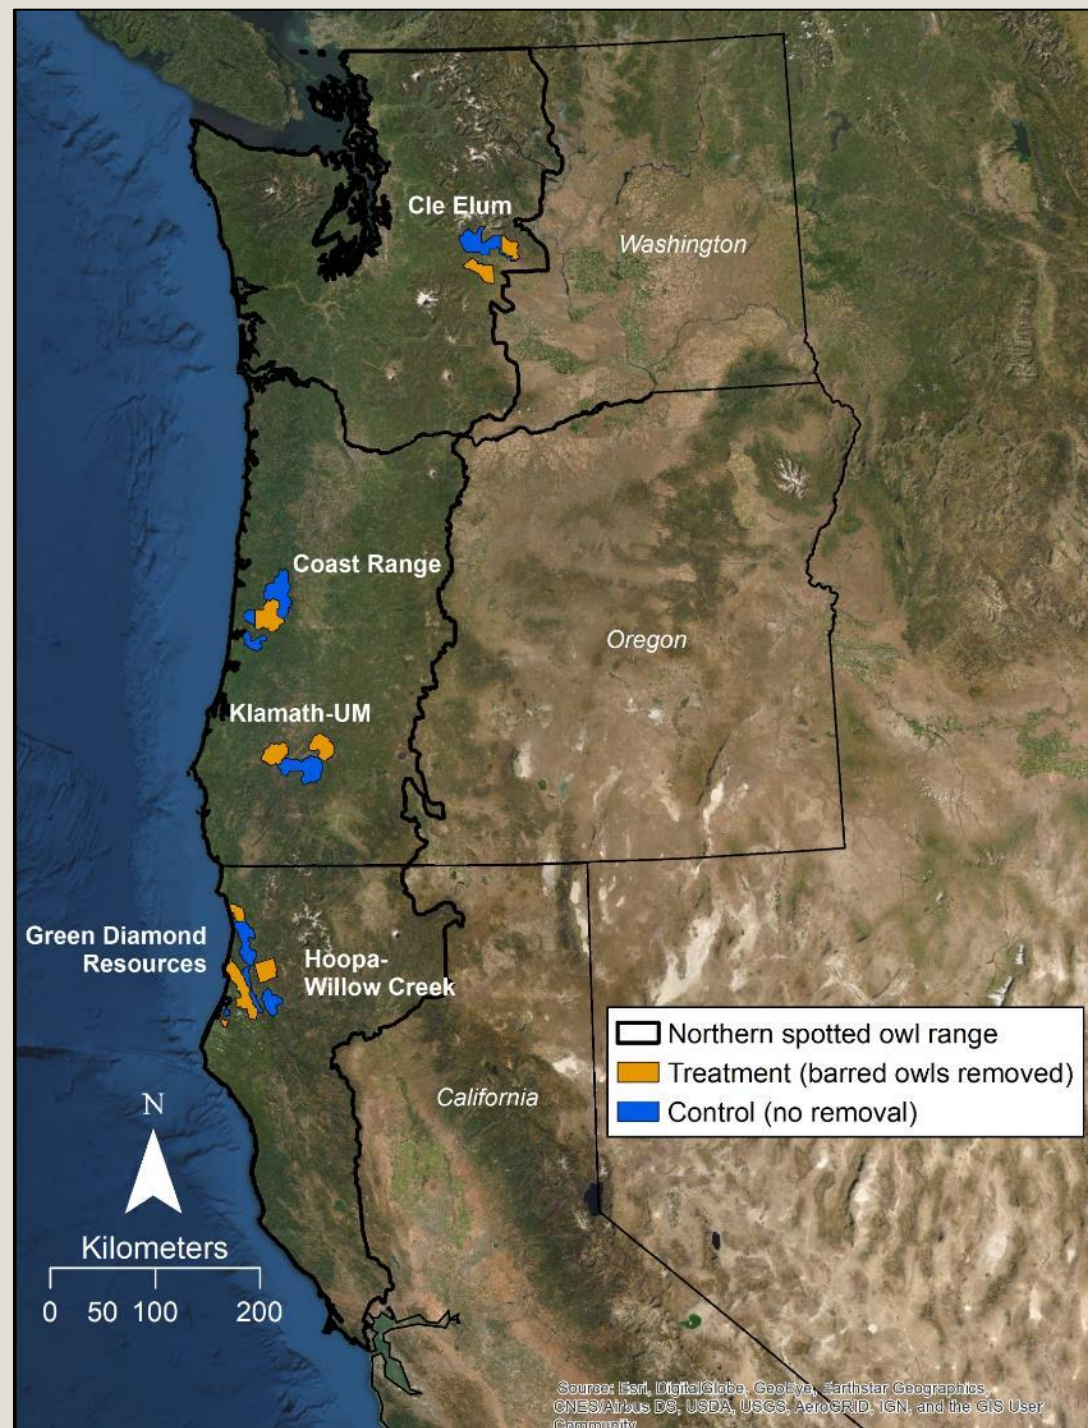 Cle Elum
Washington
Coast Range
Oregon
Klamath-UM
Green Diamond
Resources
Hoopa-
Willow Creek
California
Northern spotted owl range
Treatment (barred owls removed)
Control (no removal)
N
Kilometers
0 50 100 200
Source: Esri, DigitalGlobe, GeoEye, Earthstar Geographics,
CNES/Airbus DS, USDA, USGS, AeroGRID, IGN, and the GIS User
Community